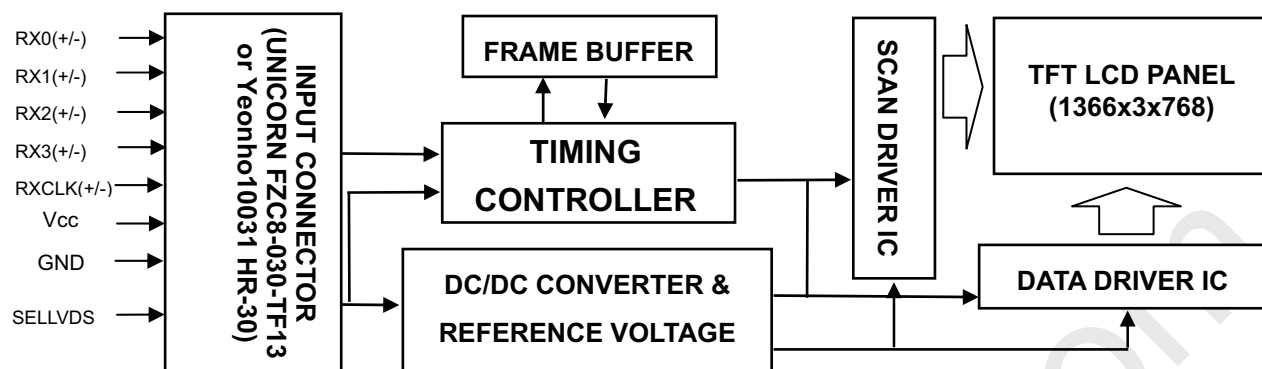 RX0(+/-)
RX1(+/-)
RX2(+/-)
RX3(+/-)
RXCLK(+/-)
Vcc
GND
SELLVDS
INPUT CONNECTOR
(UNICORN FZC8-030-TF13
or Yeonho10031 HR-30)
FRAME BUFFER
TIMING
CONTROLLER
DC/DC CONVERTER &
REFERENCE VOLTAGE
SCAN DRIVER IC
TFT LCD PANEL
(1366x3x768)
DATA DRIVER IC